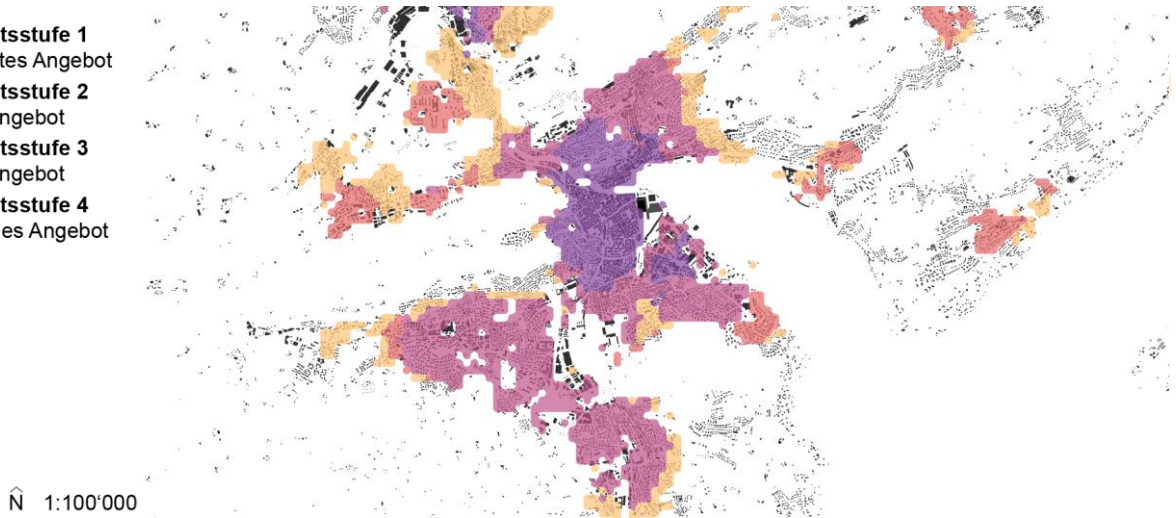 tsstufe 1
tes Angebot
tsstufe 2
ngebot
tsstufe 3
ngebot
tsstufe 4
es Angebot
N̂ 1:100‘000